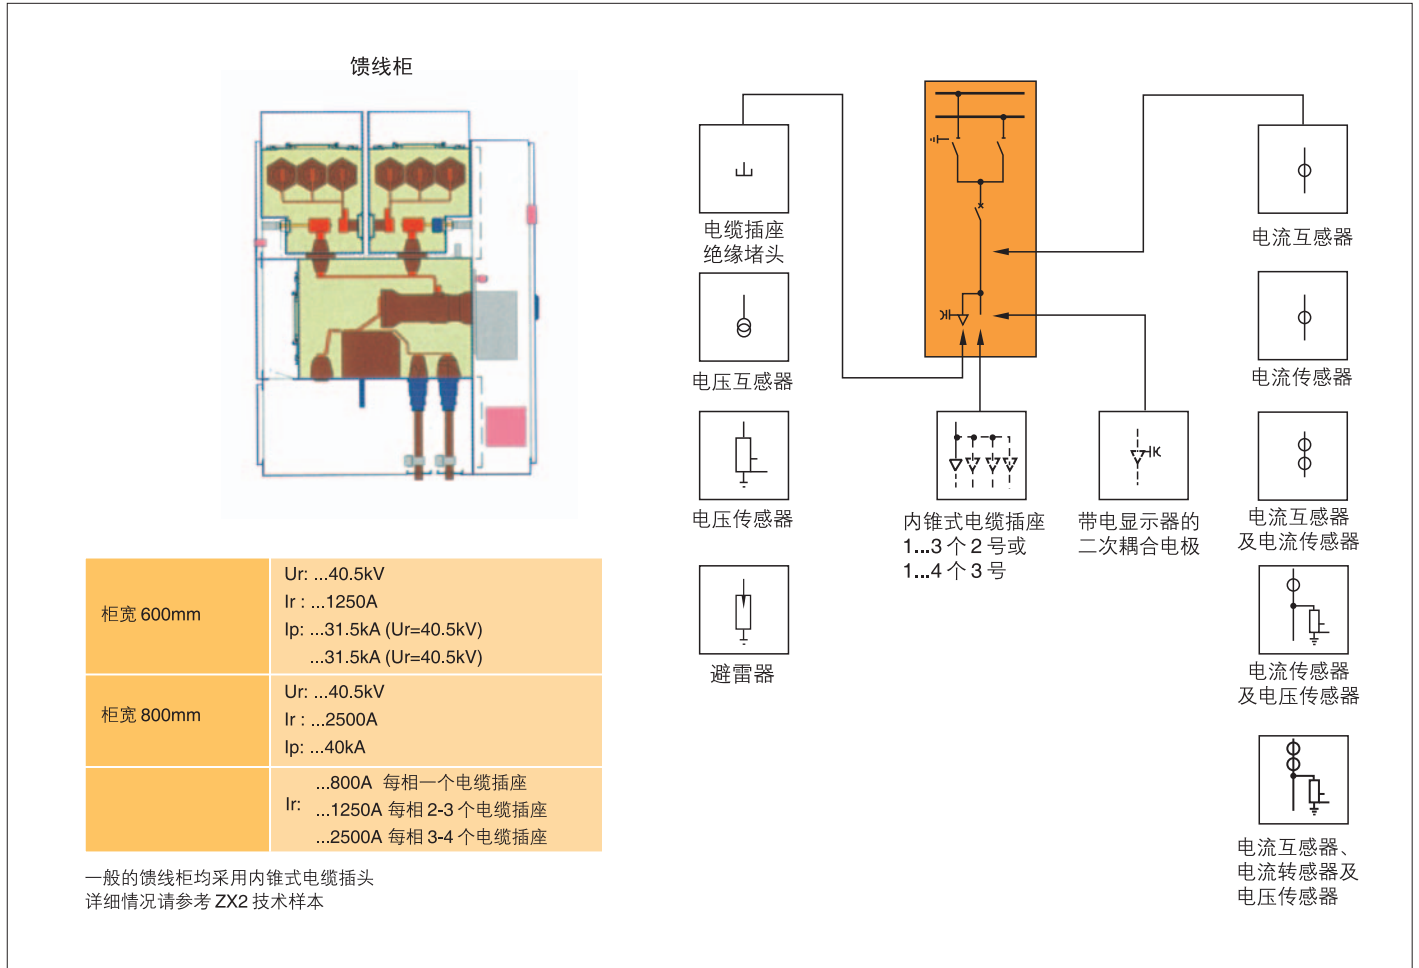 馈线柜
电缆插座
绝缘堵头
电压互感器
电压传感器
避雷器
内锥式电缆插座
1...3 个 2 号或
1...4 个 3 号
带电显示器的
二次耦合电极
电流互感器
电流传感器
电流互感器
及电流传感器
电流传感器
及电压传感器
电流互感器、
电流转感器及
电压传感器
柜宽 600mm
Ur: ...40.5kV
Ir : ...1250A
Ip: ...31.5kA (Ur=40.5kV)
...31.5kA (Ur=40.5kV)
柜宽 800mm
Ur: ...40.5kV
Ir : ...2500A
Ip: ...40kA
Ir:
...800A 每相一个电缆插座
...1250A 每相 2-3 个电缆插座
...2500A 每相 3-4 个电缆插座
一般的馈线柜均采用内锥式电缆插头
详细情况请参考 ZX2 技术样本